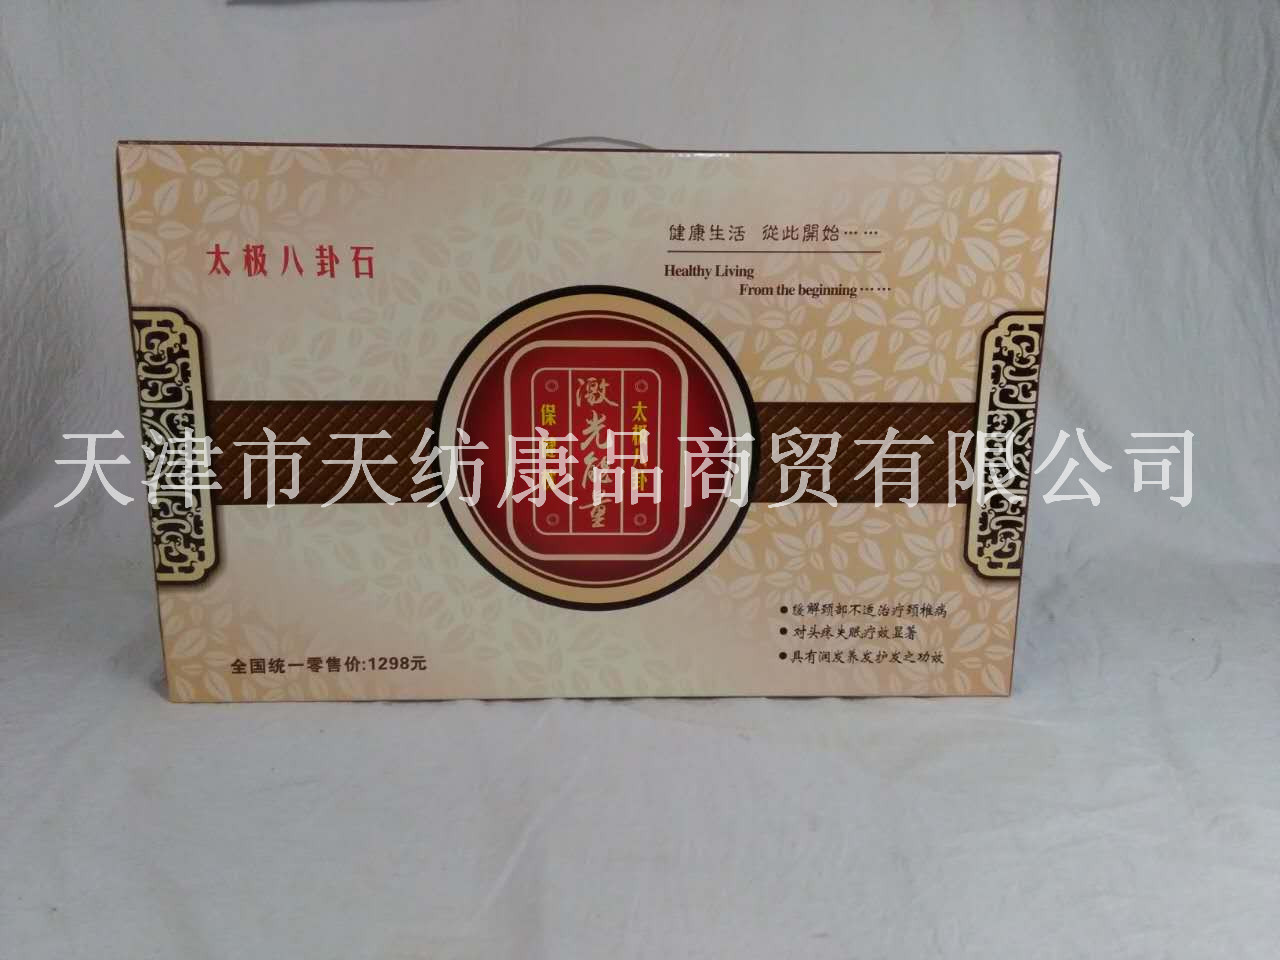 太极八卦石
健康生活 從此開始……
Healthy Living
From the beginning……
太极八卦
激光能量
保健
天津市天纺康品商贸有限公司
●缓解颈部不适治疗颈椎病
●对头疼失眠疗效显著
●具有润发养发护发之功效
全国统一零售价:1298元